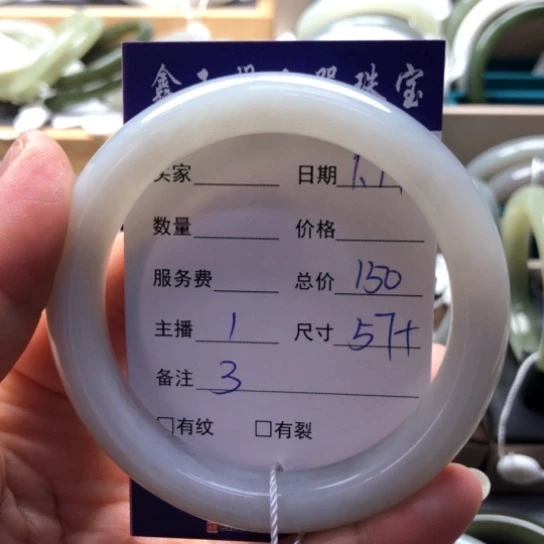 鑫 珠宝
买家 日期 1.1
数量 价格
服务费 总价 150
主播 1 尺寸 57+
备注 3
□有纹 □有裂